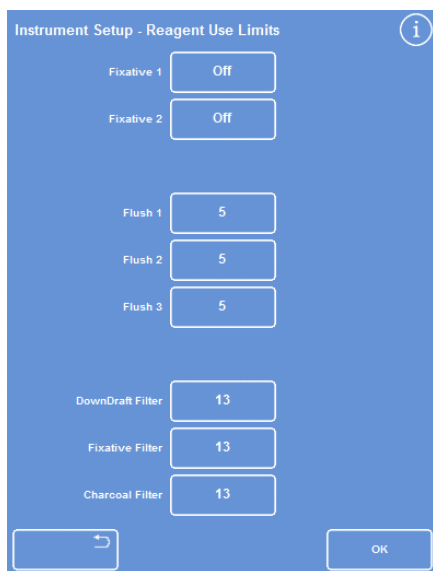 Instrument Setup - Reagent Use Limits
i
Fixative 1 Off
Fixative 2 Off
Flush 1 5
Flush 2 5
Flush 3 5
DownDraft Filter 13
Fixative Filter 13
Charcoal Filter 13
OK